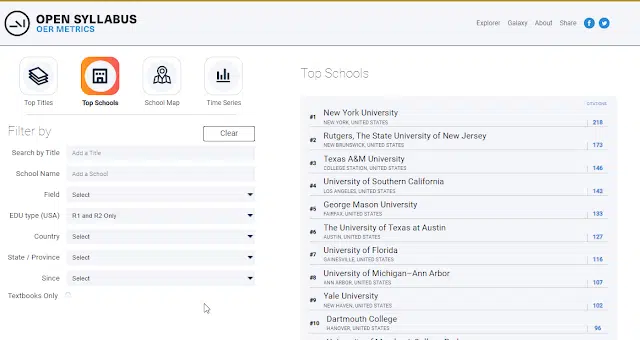 OPEN SYLLABUS
OER METRICS
Explorer Galaxy About Share
Top Titles
Top Schools
School Map
Time Series
Filter by
Clear
Search by Title Add a Title
School Name Add a School
Field Select
EDU type (USA) R1 and R2 Only
Country Select
State / Province Select
Since Select
Textbooks Only
Top Schools
CITATIONS
#1 New York University
NEW YORK, UNITED STATES 218
#2 Rutgers, The State University of New Jersey
NEW BRUNSWICK, UNITED STATES 173
#3 Texas A&M University
COLLEGE STATION, UNITED STATES 146
#4 University of Southern California
LOS ANGELES, UNITED STATES 143
#5 George Mason University
FAIRFAX, UNITED STATES 133
#6 The University of Texas at Austin
AUSTIN, UNITED STATES 127
#7 University of Florida
GAINESVILLE, UNITED STATES 116
#8 University of Michigan–Ann Arbor
ANN ARBOR, UNITED STATES 107
#9 Yale University
NEW HAVEN, UNITED STATES 102
#10 Dartmouth College
HANOVER, UNITED STATES 96